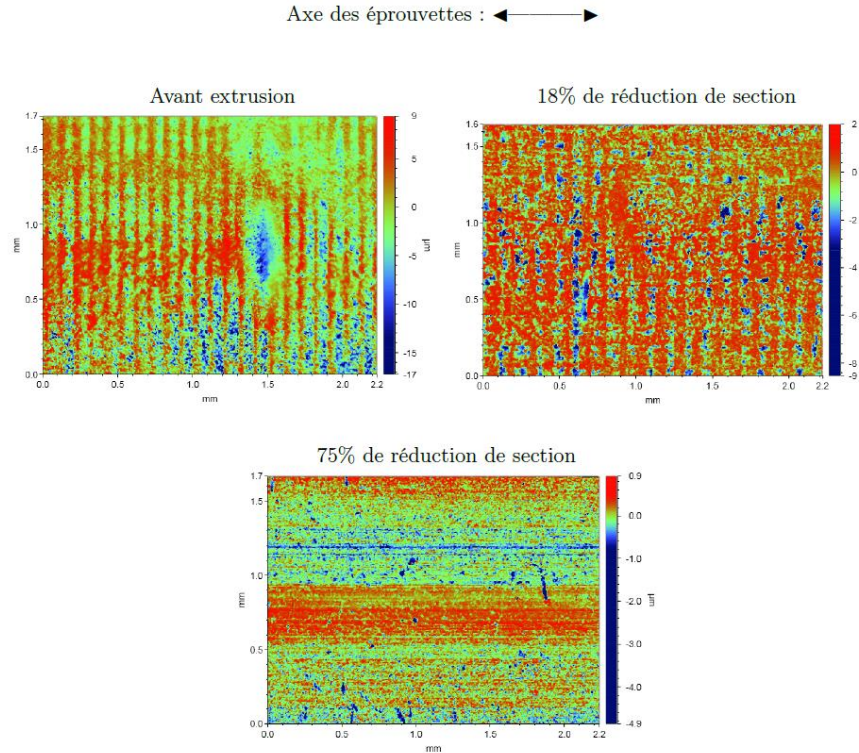 Axe des éprouvettes :
Avant extrusion
18% de réduction de section
1.7
1.5
1.0
0.5
0.0
mm
0.0 0.5 1.0 1.5 2.0 2.2
mm
9
5
0
-5
-10
-15
-17
µm
1.6
1.5
1.0
0.5
0.0
mm
0.0 0.5 1.0 1.5 2.0 2.2
mm
2
0
-2
-4
-6
-8
-9
µm
75% de réduction de section
1.7
1.5
1.0
0.5
0.0
mm
0.0 0.5 1.0 1.5 2.0 2.2
mm
0.9
0.0
-1.0
-2.0
-3.0
-4.0
-4.9
µm